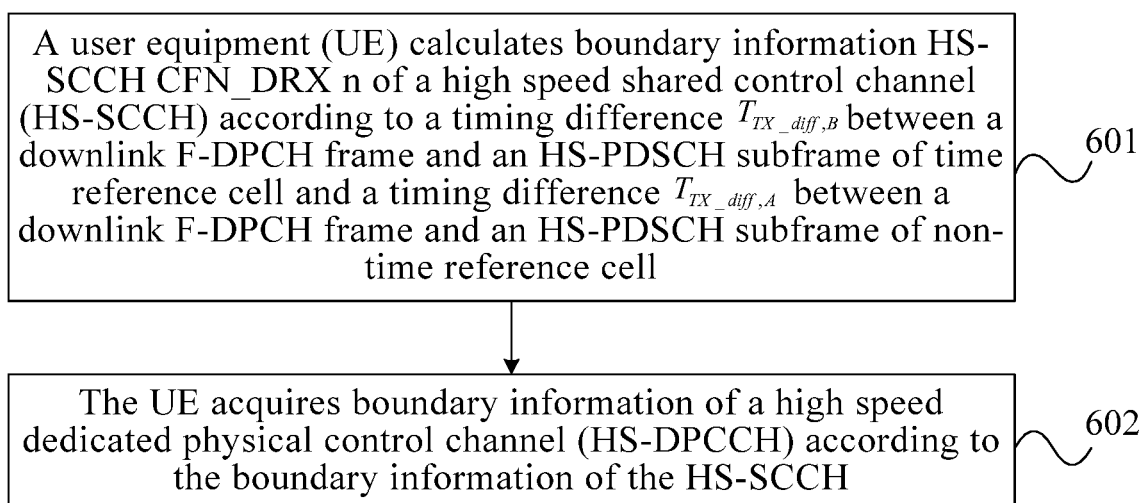 A user equipment (UE) calculates boundary information HS-
SCCH CFN_DRX n of a high speed shared control channel
(HS-SCCH) according to a timing difference T_{TX_diff,B} between a
downlink F-DPCH frame and an HS-PDSCH subframe of time
reference cell and a timing difference T_{TX_diff,A} between a
downlink F-DPCH frame and an HS-PDSCH subframe of non-
time reference cell
601
The UE acquires boundary information of a high speed
dedicated physical control channel (HS-DPCCH) according to
the boundary information of the HS-SCCH
602